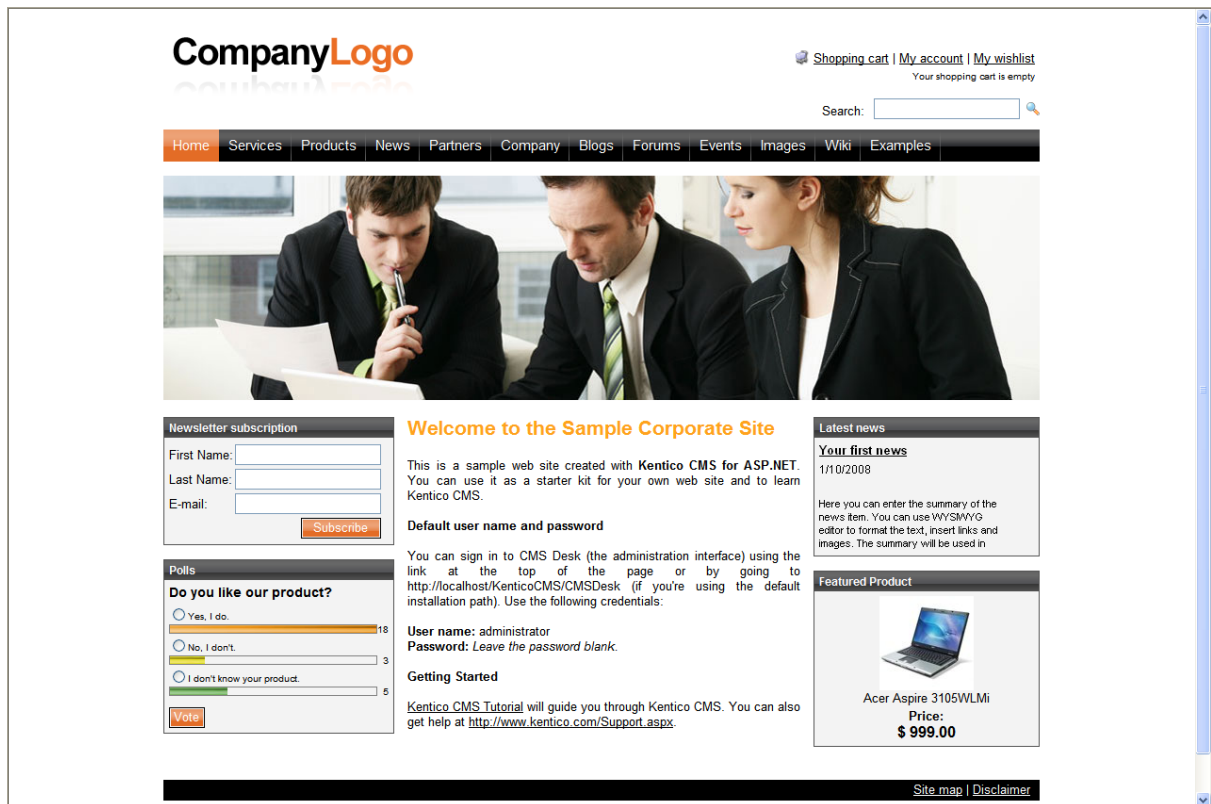 CompanyLogo
Shopping cart | My account | My wishlist
Your shopping cart is empty
Search:
Home Services Products News Partners Company Blogs Forums Events Images Wiki Examples
Newsletter subscription
First Name:
Last Name:
E-mail:
Subscribe
Polls
Do you like our product?
Yes, I do.
18
No, I don't.
3
I don't know your product.
5
Vote
Welcome to the Sample Corporate Site
This is a sample web site created with Kentico CMS for ASP.NET.
You can use it as a starter kit for your own web site and to learn
Kentico CMS.
Default user name and password
You can sign in to CMS Desk (the administration interface) using the
link at the top of the page or by going to
http://localhost/KenticoCMS/CMSDesk (if you're using the default
installation path). Use the following credentials:
User name: administrator
Password: Leave the password blank.
Getting Started
Kentico CMS Tutorial will guide you through Kentico CMS. You can also
get help at http://www.kentico.com/Support.aspx.
Latest news
Your first news
1/10/2008
Here you can enter the summary of the
news item. You can use WYSIWYG
editor to format the text, insert links and
images. The summary will be used in
Featured Product
Acer Aspire 3105WLMi
Price:
$ 999.00
Site map | Disclaimer